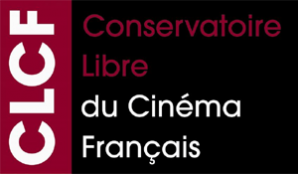 CLCF
Conservatoire
Libre
du Cinéma
Français